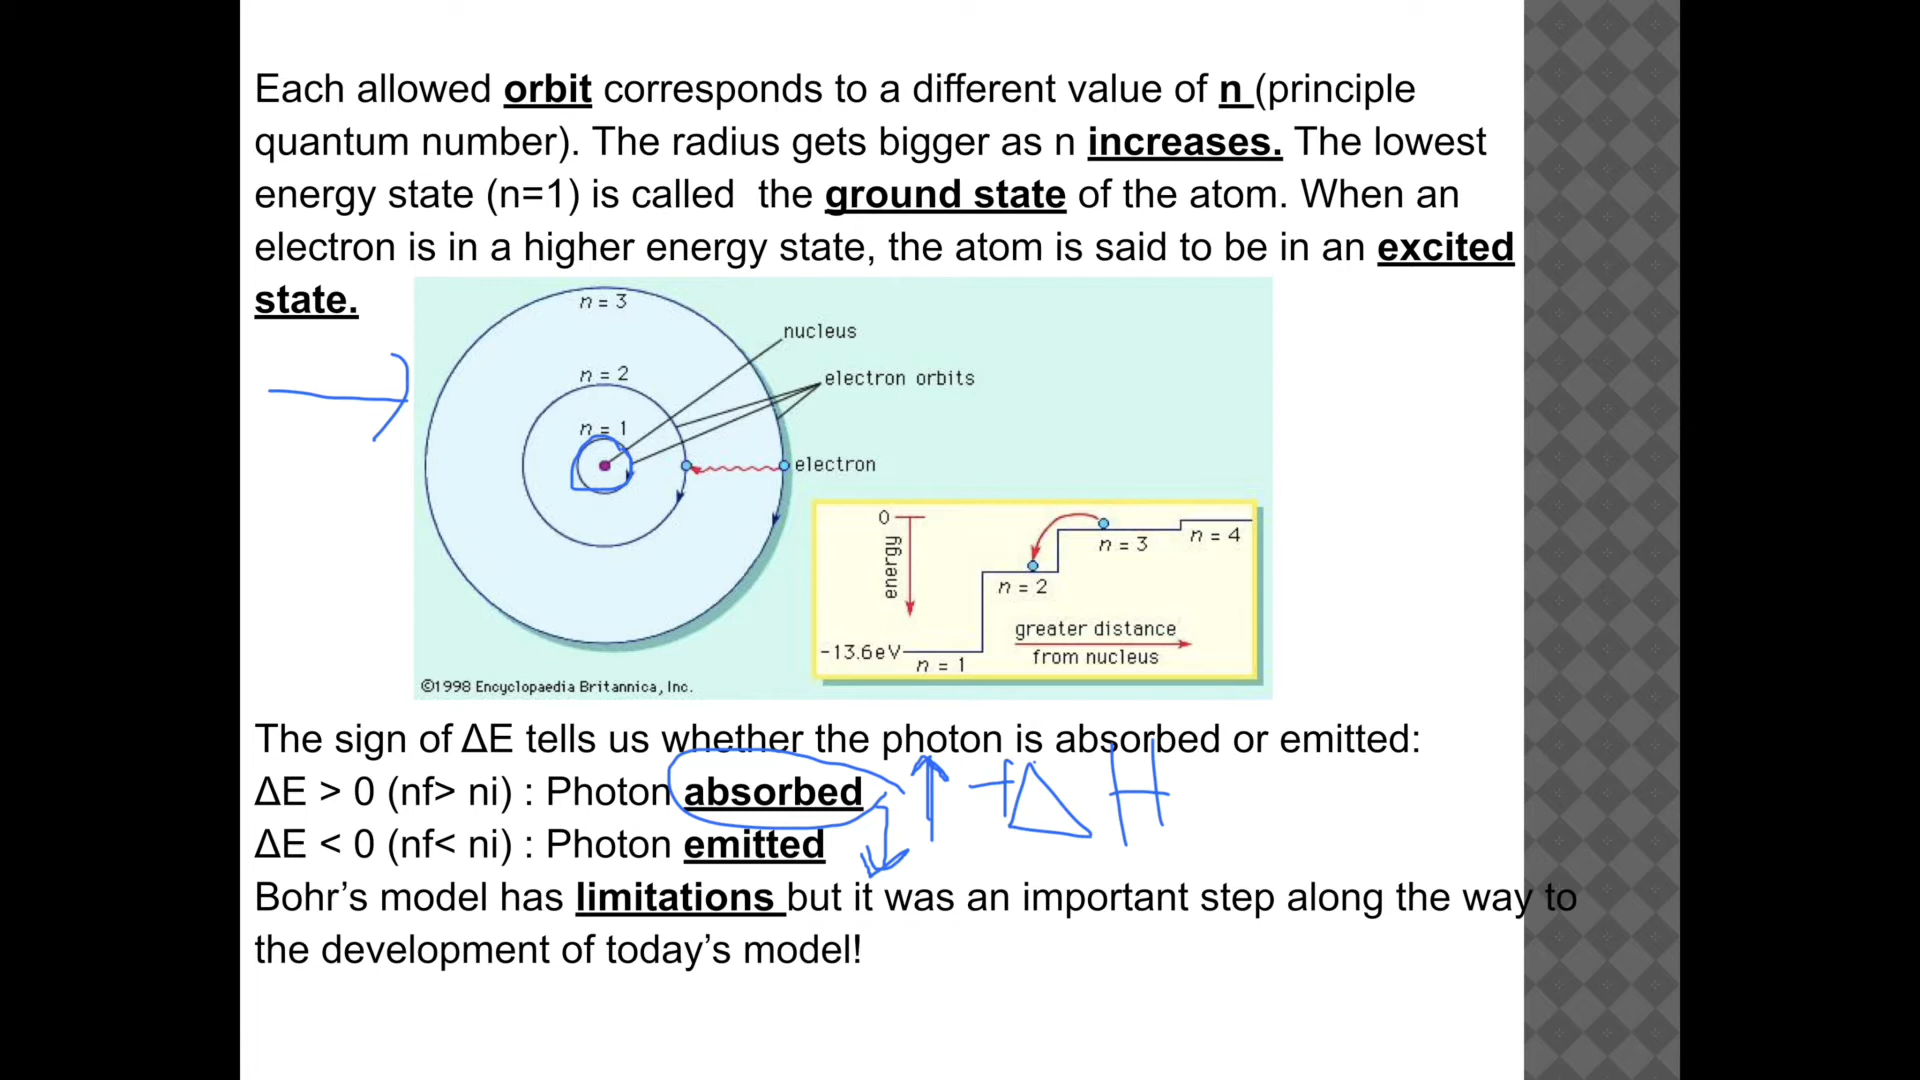 Each allowed orbit corresponds to a different value of n (principle
quantum number). The radius gets bigger as n increases. The lowest
energy state (n=1) is called the ground state of the atom. When an
electron is in a higher energy state, the atom is said to be in an excited
state.
n = 3
nucleus
n = 2
electron orbits
n = 1
electron
0
energy
n = 4
n = 3
n = 2
greater distance
from nucleus
-13.6eV
n = 1
©1998 Encyclopaedia Britannica, Inc.
The sign of ΔE tells us whether the photon is absorbed or emitted:
ΔE > 0 (nf> ni) : Photon absorbed
+ΔH
ΔE < 0 (nf< ni) : Photon emitted
Bohr’s model has limitations but it was an important step along the way to
the development of today’s model!